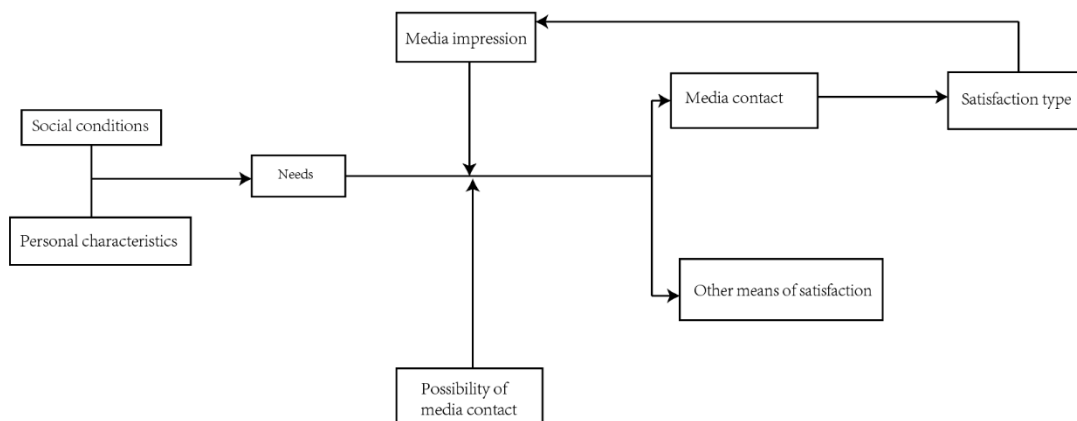 Media impression
Media contact
Satisfaction type
Social conditions
Needs
Personal characteristics
Other means of satisfaction
Possibility of
media contact